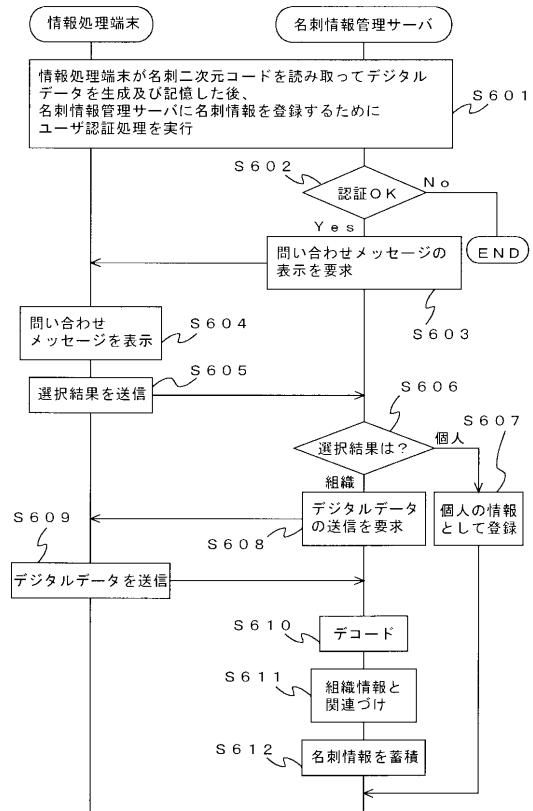 情報処理端末
名刺情報管理サーバ
情報処理端末が名刺二次元コードを読み取ってデジタル
データを生成及び記憶した後、
名刺情報管理サーバに名刺情報を登録するために
ユーザ認証処理を実行
S601
S602
認証OK
No
Yes
END
問い合わせメッセージの
表示を要求
S603
問い合わせ
メッセージを表示
S604
S605
選択結果を送信
S606
選択結果は？
個人
S607
組織
デジタルデータ
の送信を要求
個人の情報
として登録
S608
S609
デジタルデータを送信
S610
デコード
S611
組織情報と
関連づけ
S612
名刺情報を蓄積